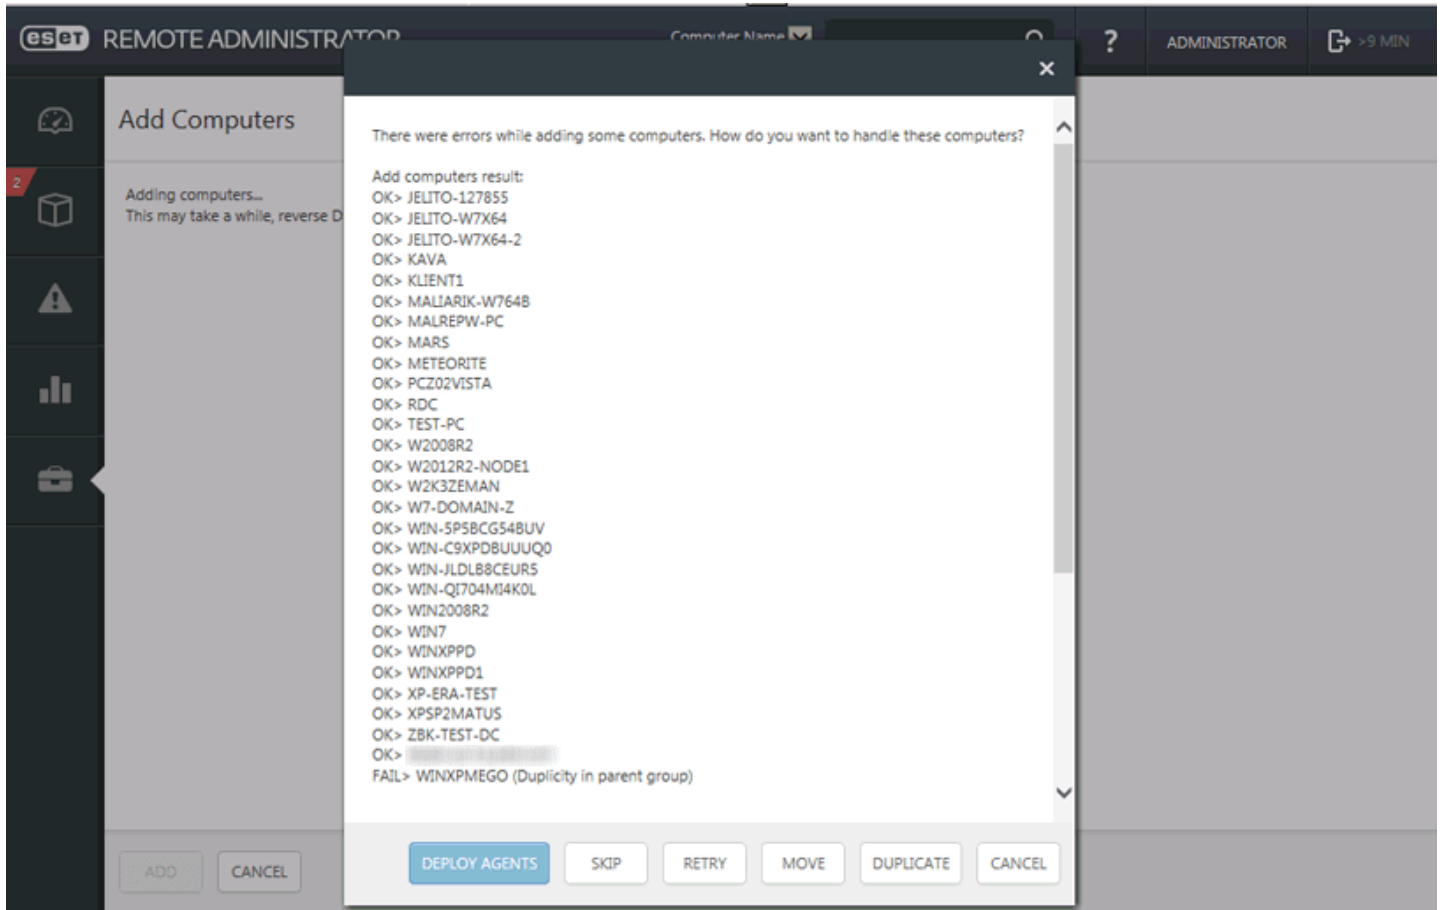 eset REMOTE ADMINISTRATOR
Computer Name
?
ADMINISTRATOR
>9 MIN
×
Add Computers
2
Adding computers...
This may take a while, reverse D
There were errors while adding some computers. How do you want to handle these computers?
Add computers result:
OK> JELITO-127855
OK> JELITO-W7X64
OK> JELITO-W7X64-2
OK> KAVA
OK> KLIENT1
OK> MALIARIK-W764B
OK> MALREPW-PC
OK> MARS
OK> METEORITE
OK> PCZ02VISTA
OK> RDC
OK> TEST-PC
OK> W2008R2
OK> W2012R2-NODE1
OK> W2K3ZEMAN
OK> W7-DOMAIN-Z
OK> WIN-5P5BCG54BUV
OK> WIN-C9XPDBUUUQ0
OK> WIN-JLDLB8CEUR5
OK> WIN-QI704MI4K0L
OK> WIN2008R2
OK> WIN7
OK> WINXPPD
OK> WINXPPD1
OK> XP-ERA-TEST
OK> XPSP2MATUS
OK> ZBK-TEST-DC
OK>
FAIL> WINXPMEGO (Duplicity in parent group)
DEPLOY AGENTS
SKIP
RETRY
MOVE
DUPLICATE
CANCEL
ADD
CANCEL